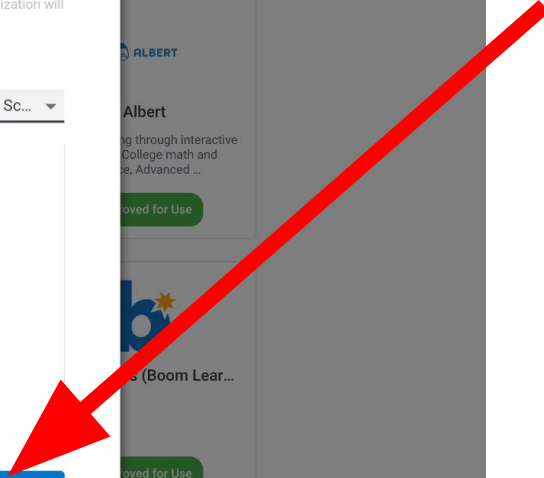 ization will
ALBERT
Sc...
Albert
ng through interactive
College math and
e, Advanced ...
roved for Use
b
s (Boom Lear...
roved for Use